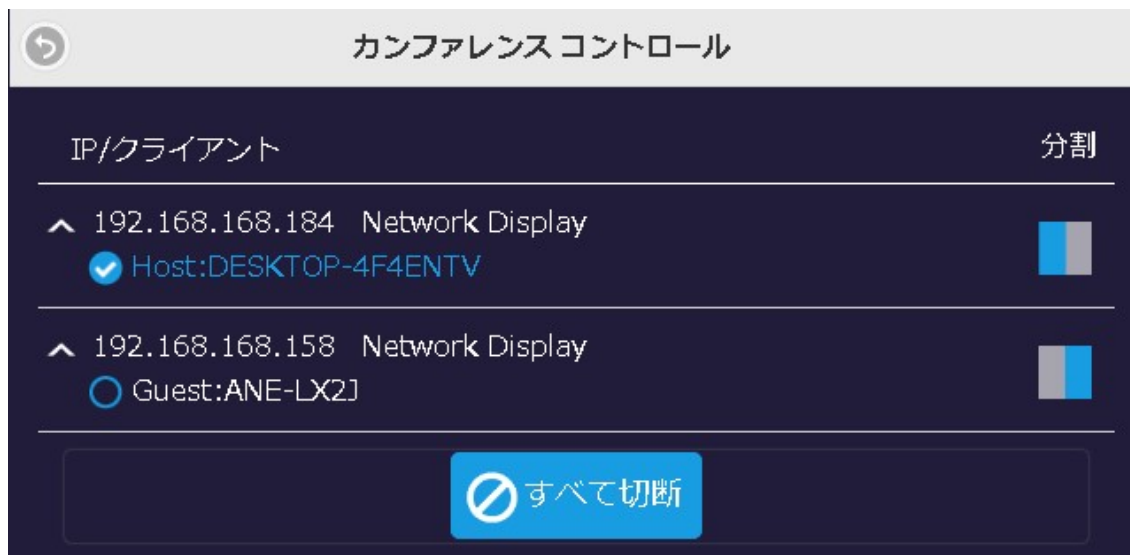 カンファレンス コントロール
IP/クライアント 分割
192.168.168.184 Network Display
Host:DESKTOP-4F4ENTV
192.168.168.158 Network Display
Guest:ANE-LX2J
すべて切断